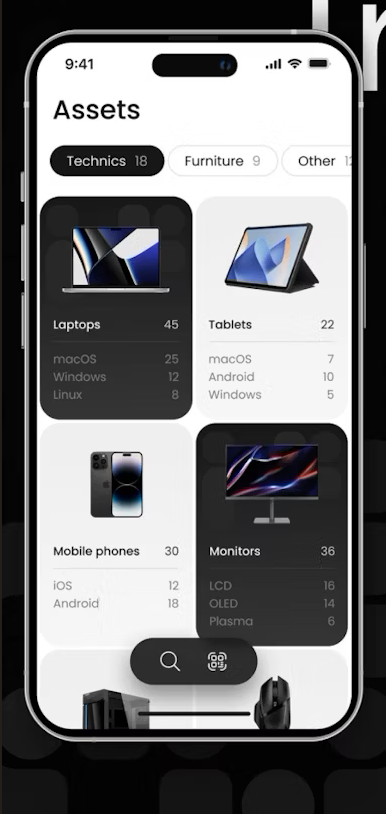 9:41
Assets
Technics 18 Furniture 9 Other
Laptops 45
macOS 25
Windows 12
Linux 8
Tablets 22
macOS 7
Android 10
Windows 5
Mobile phones 30
iOS 12
Android 18
Monitors 36
LCD 16
OLED 14
Plasma 6